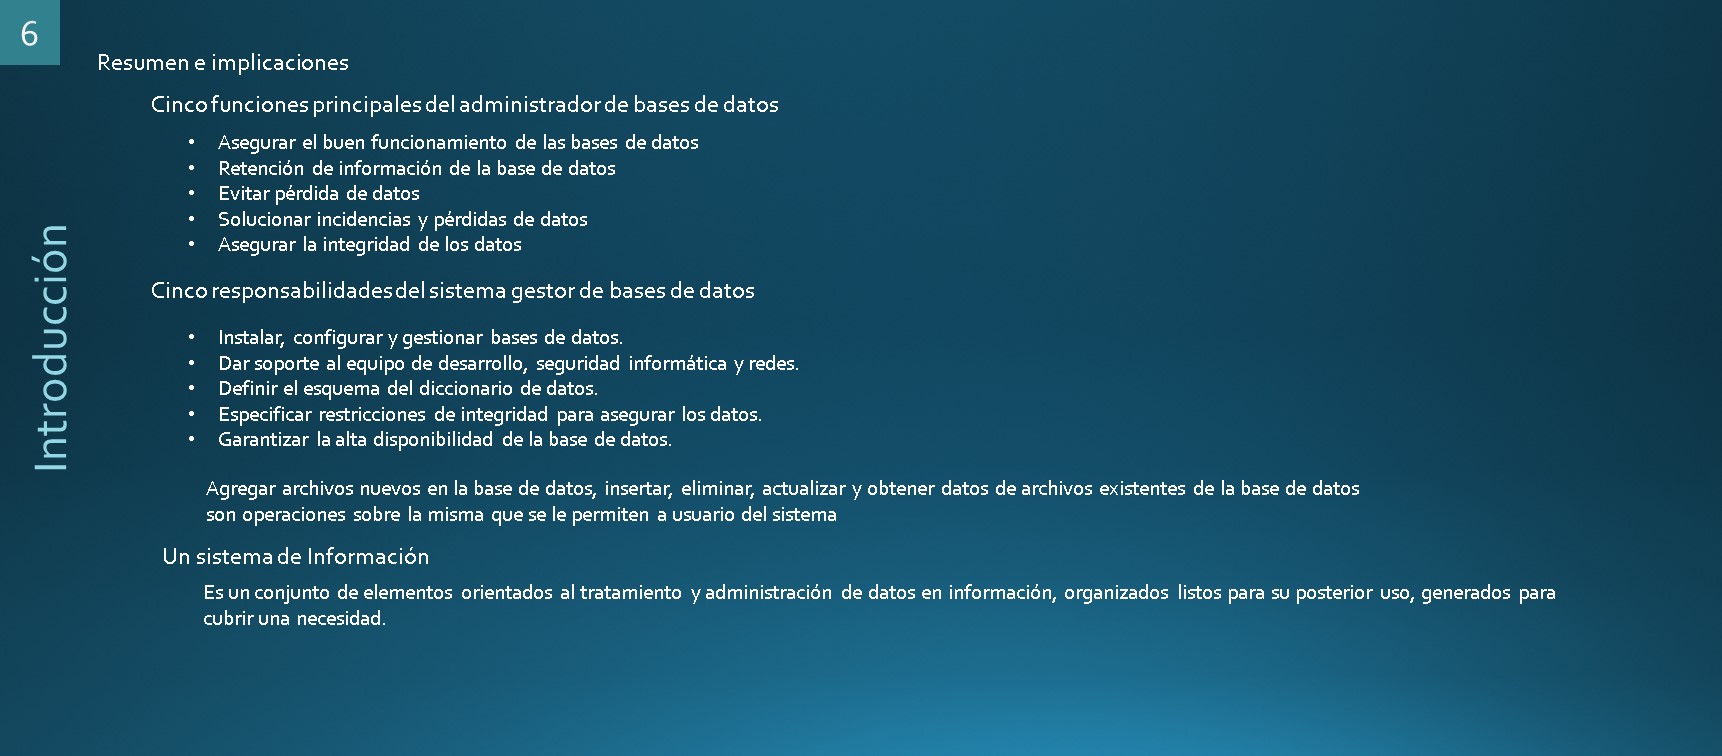 6
Resumen e implicaciones
Cinco funciones principales del administrador de bases de datos
• Asegurar el buen funcionamiento de las bases de datos
• Retención de información de la base de datos
• Evitar pérdida de datos
• Solucionar incidencias y pérdidas de datos
• Asegurar la integridad de los datos
Introducción
Cinco responsabilidades del sistema gestor de bases de datos
• Instalar, configurar y gestionar bases de datos.
• Dar soporte al equipo de desarrollo, seguridad informática y redes.
• Definir el esquema del diccionario de datos.
• Especificar restricciones de integridad para asegurar los datos.
• Garantizar la alta disponibilidad de la base de datos.
Agregar archivos nuevos en la base de datos, insertar, eliminar, actualizar y obtener datos de archivos existentes de la base de datos
son operaciones sobre la misma que se le permiten a usuario del sistema
Un sistema de Información
Es un conjunto de elementos orientados al tratamiento y administración de datos en información, organizados listos para su posterior uso, generados para
cubrir una necesidad.